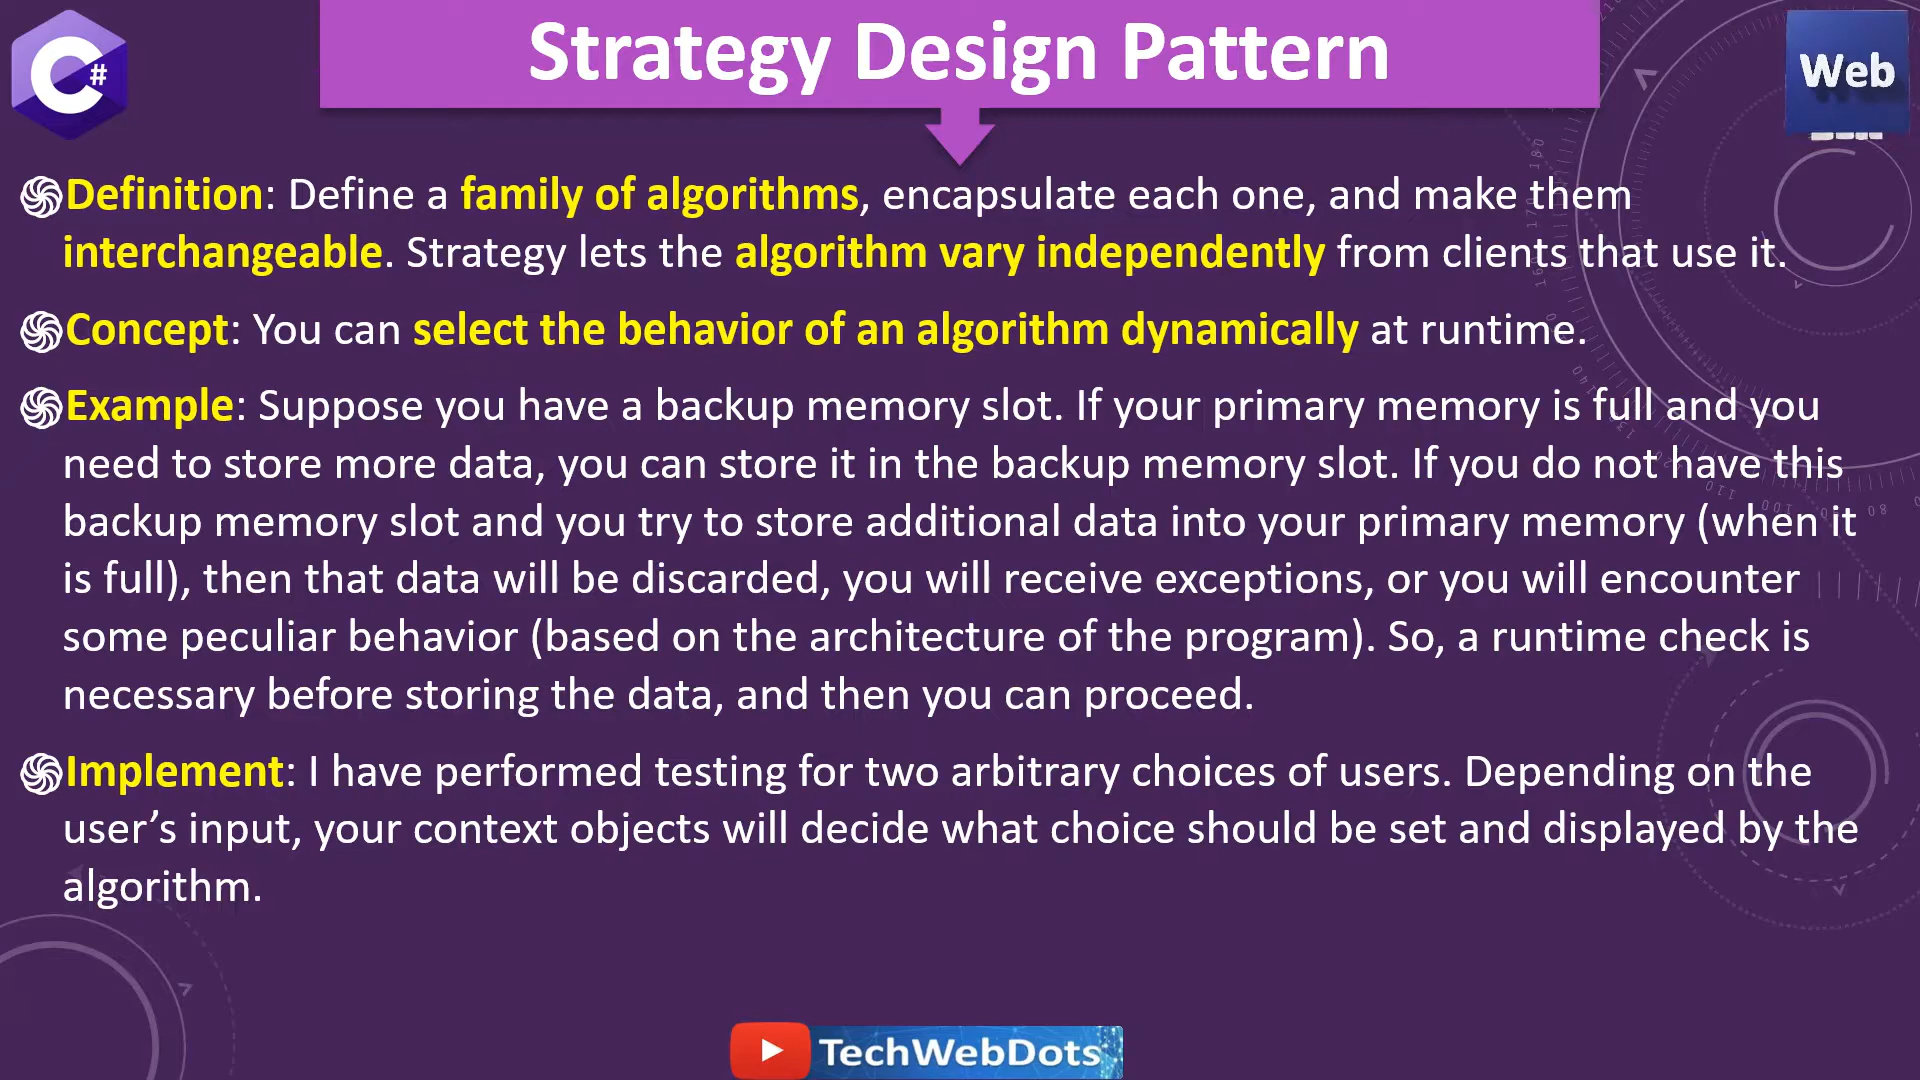 C#
Strategy Design Pattern
Web
Definition: Define a family of algorithms, encapsulate each one, and make them
interchangeable. Strategy lets the algorithm vary independently from clients that use it.
Concept: You can select the behavior of an algorithm dynamically at runtime.
Example: Suppose you have a backup memory slot. If your primary memory is full and you
need to store more data, you can store it in the backup memory slot. If you do not have this
backup memory slot and you try to store additional data into your primary memory (when it
is full), then that data will be discarded, you will receive exceptions, or you will encounter
some peculiar behavior (based on the architecture of the program). So, a runtime check is
necessary before storing the data, and then you can proceed.
Implement: I have performed testing for two arbitrary choices of users. Depending on the
user’s input, your context objects will decide what choice should be set and displayed by the
algorithm.
TechWebDots